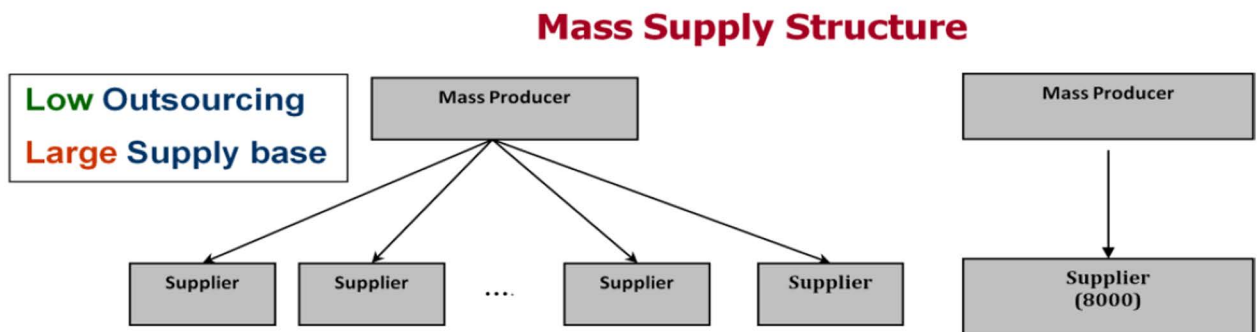 Mass Supply Structure
Low Outsourcing
Large Supply base
Mass Producer
Mass Producer
Supplier
Supplier
....
Supplier
Supplier
Supplier
(8000)